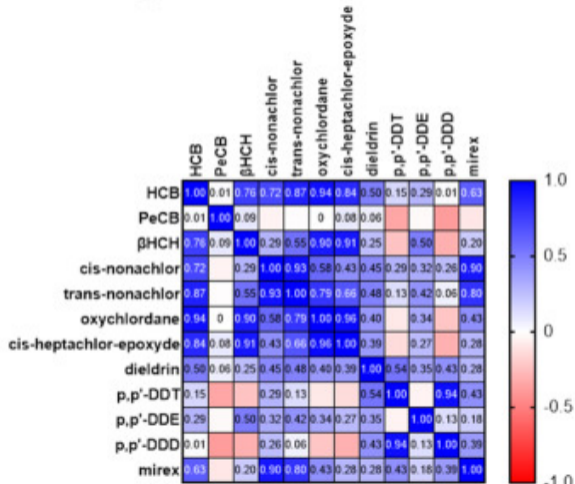 HCB PeCB βHCH cis-nonachlor trans-nonachlor oxychlordane cis-heptachlor-epoxyde dieldrin p,p'-DDT p,p'-DDE p,p'-DDD mirex
HCB 1.00 0.01 0.76 0.72 0.87 0.94 0.84 0.50 0.15 0.29 0.01 0.63
PeCB 0.01 1.00 0.09 0 0.08 0.06
βHCH 0.76 0.09 1.00 0.29 0.55 0.90 0.91 0.25 0.50 0.20
cis-nonachlor 0.72 0.29 1.00 0.93 0.58 0.43 0.45 0.29 0.32 0.26 0.90
trans-nonachlor 0.87 0.55 0.93 1.00 0.79 0.66 0.48 0.13 0.42 0.06 0.80
oxychlordane 0.94 0 0.90 0.58 0.79 1.00 0.96 0.40 0.34 0.43
cis-heptachlor-epoxyde 0.84 0.08 0.91 0.43 0.66 0.96 1.00 0.39 0.27 0.28
dieldrin 0.50 0.06 0.25 0.45 0.48 0.40 0.39 1.00 0.54 0.35 0.43 0.28
p,p'-DDT 0.15 0.29 0.13 0.54 1.00 0.94 0.43
p,p'-DDE 0.29 0.50 0.32 0.42 0.34 0.27 0.35 1.00 0.13 0.18
p,p'-DDD 0.01 0.26 0.06 0.43 0.94 0.13 1.00 0.39
mirex 0.63 0.20 0.90 0.80 0.43 0.28 0.28 0.43 0.18 0.39 1.00
1.0
0.5
0
-0.5
-1.0